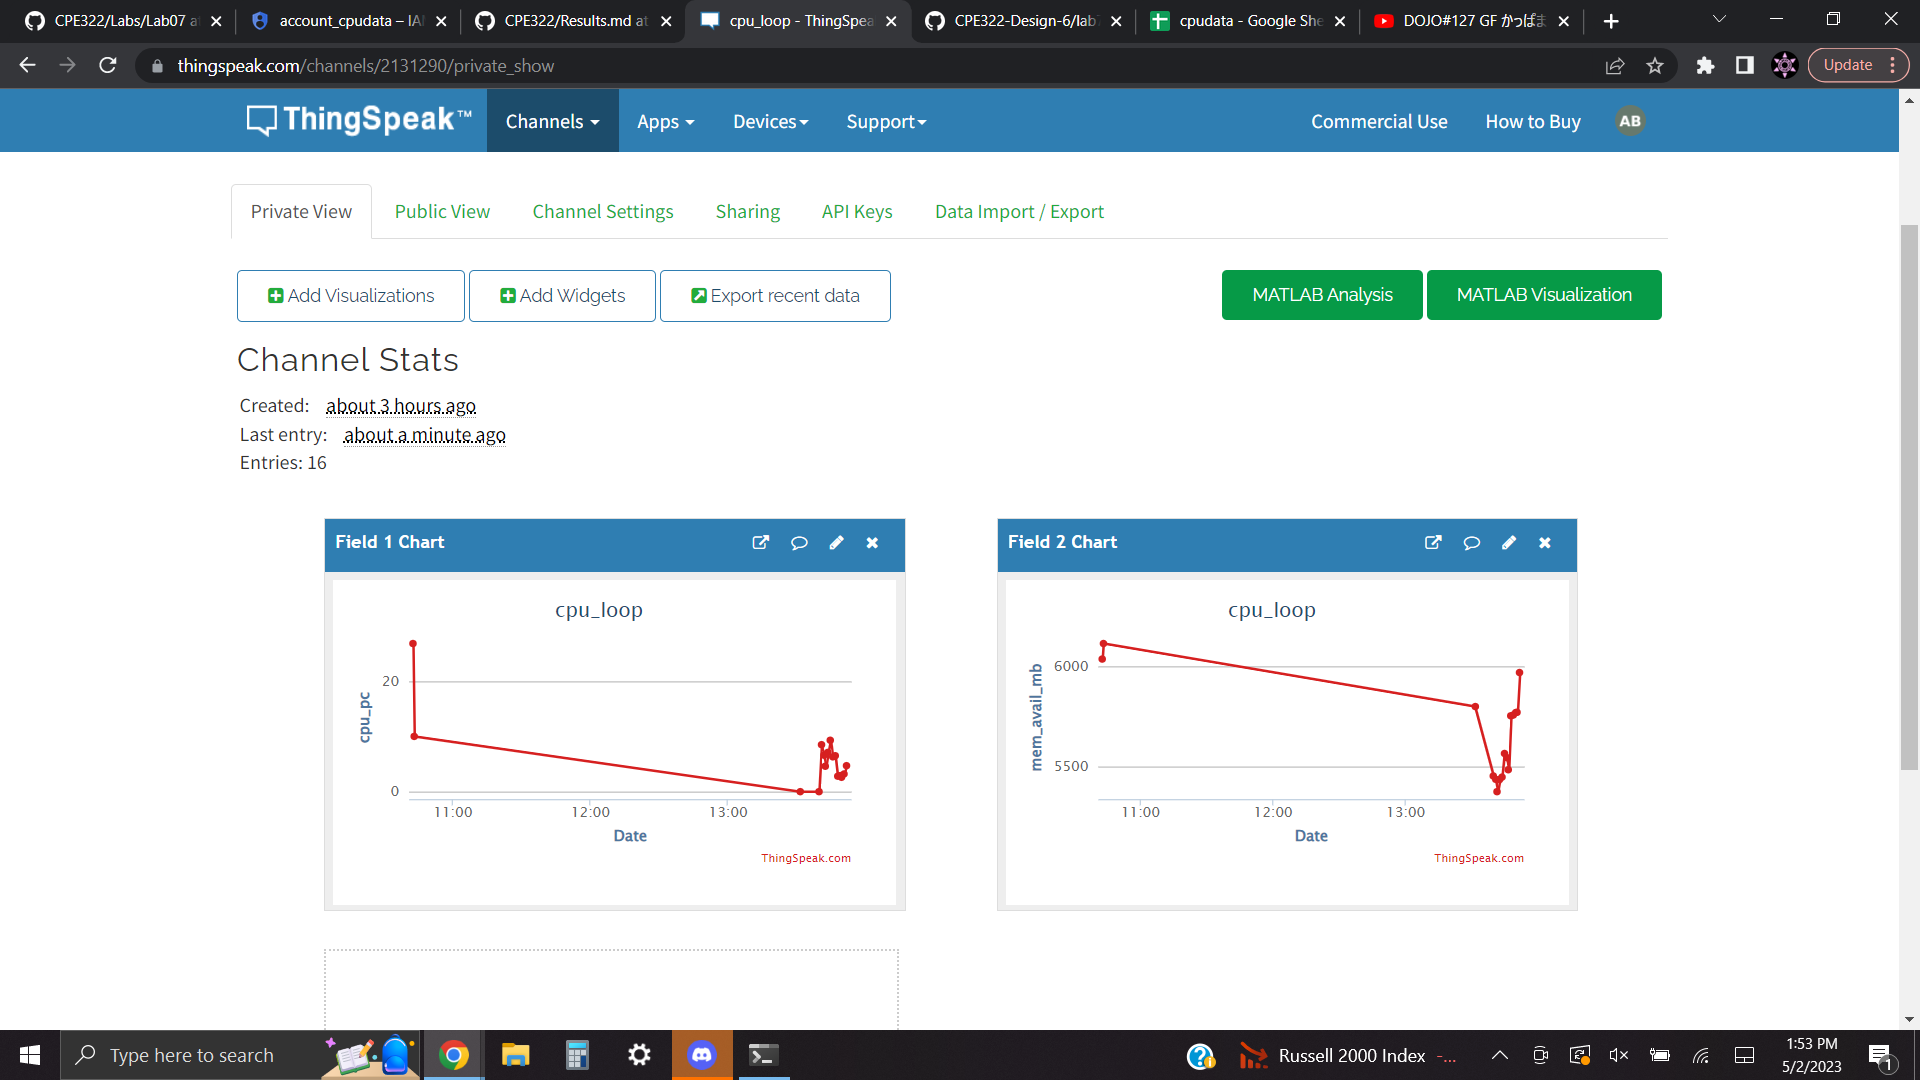 CPE322/Labs/Lab07 at
account_cpudata – IAM
CPE322/Results.md at
cpu_loop - ThingSpeak
CPE322-Design-6/lab7
cpudata - Google She
DOJO#127 GF かっぱま
thingspeak.com/channels/2131290/private_show
Update
ThingSpeak™
Channels
Apps
Devices
Support
Commercial Use
How to Buy
AB
Private View
Public View
Channel Settings
Sharing
API Keys
Data Import / Export
Add Visualizations
Add Widgets
Export recent data
MATLAB Analysis
MATLAB Visualization
Channel Stats
Created: about 3 hours ago
Last entry: about a minute ago
Entries: 16
Field 1 Chart
cpu_loop
cpu_pc
20
0
11:00
12:00
13:00
Date
ThingSpeak.com
Field 2 Chart
cpu_loop
mem_avail_mb
6000
5500
11:00
12:00
13:00
Date
ThingSpeak.com
Type here to search
Russell 2000 Index -...
1:53 PM
5/2/2023
1